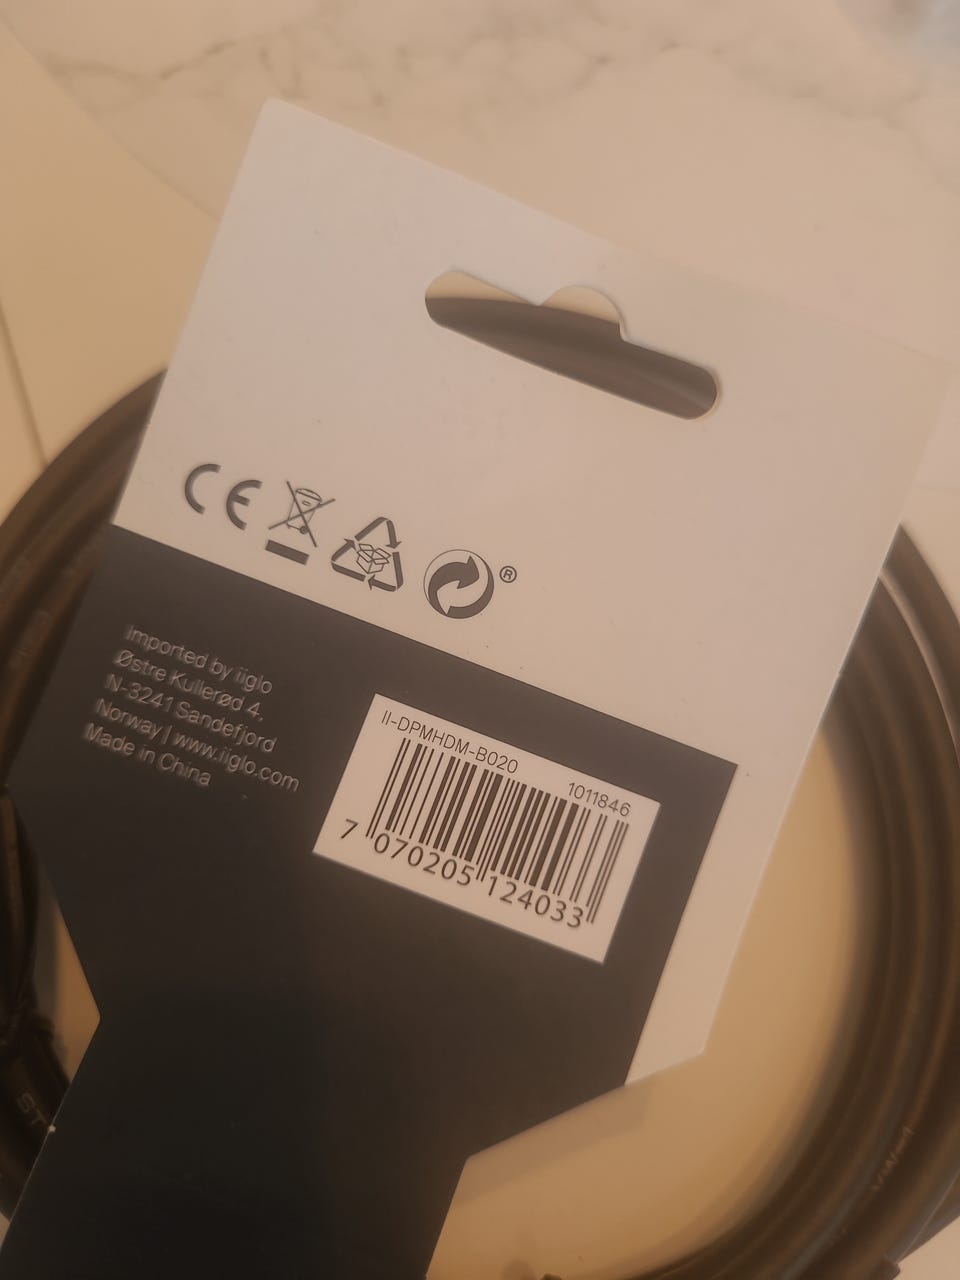 CE
®
Imported by iiglo
Østre Kullerød 4,
N-3241 Sandefjord
Norway | www.iiglo.com
Made in China
II-DPMHDM-B020
1011846
7 070205 124033
ST